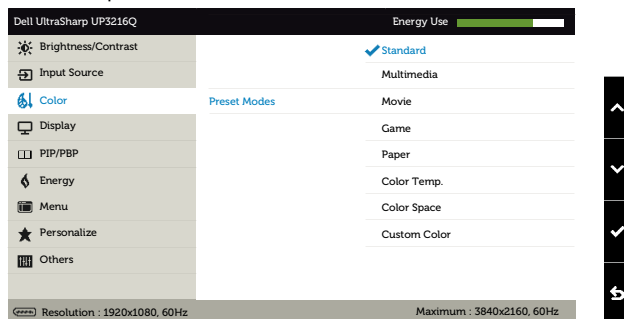 Dell UltraSharp UP3216Q Energy Use
Brightness/Contrast Standard
Input Source Multimedia
Color Preset Modes Movie
Display Game
PIP/PBP Paper
Energy Color Temp.
Menu Color Space
Personalize Custom Color
Others
Resolution : 1920x1080, 60Hz Maximum : 3840x2160, 60Hz